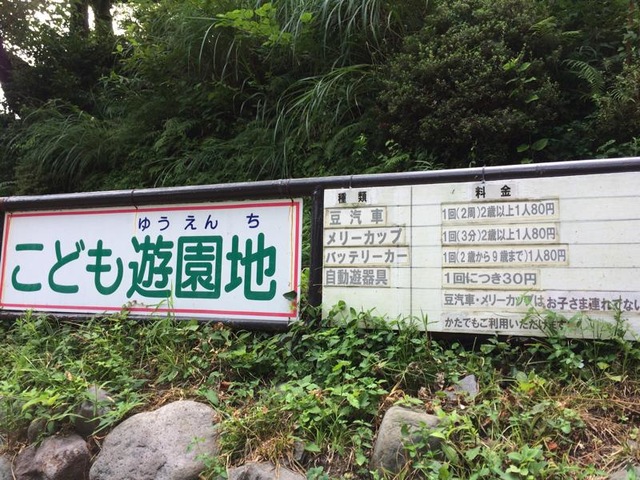 ゆうえんち
こども遊園地
種類 料金
豆汽車 1回(2周)2歳以上1人80円
メリーカップ 1回(3分)2歳以上1人80円
バッテリーカー 1回(2歳から9歳まで)1人80円
自動遊器具 1回につき30円
豆汽車・メリーカップはお子さま連れでない
かたでもご利用いただけます